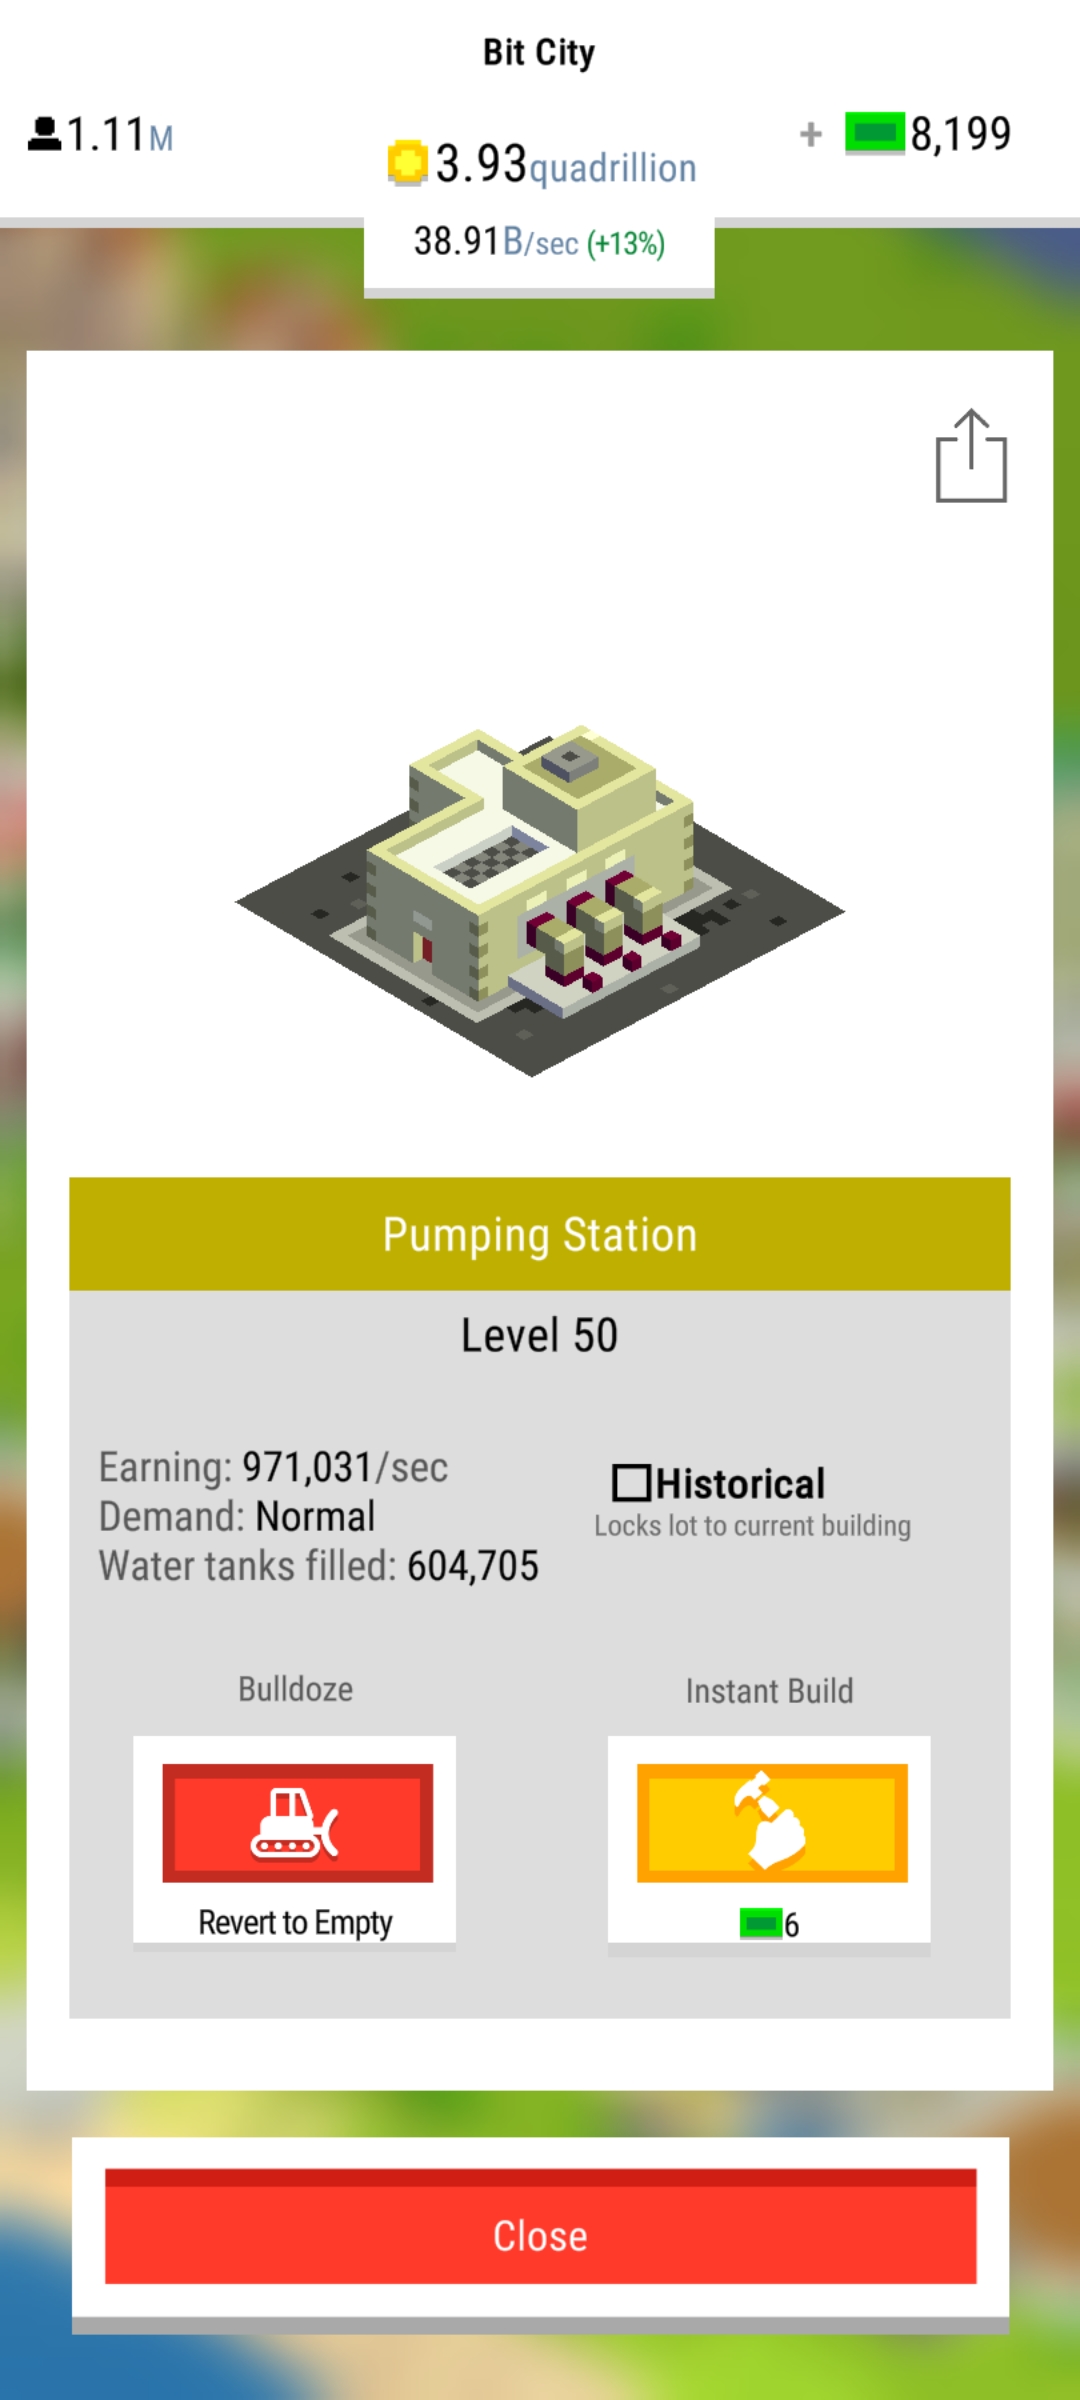 Bit City
1.11M
3.93quadrillion
+ 8,199
38.91B/sec (+13%)
Pumping Station
Level 50
Earning: 971,031/sec
Demand: Normal
Water tanks filled: 604,705
Historical
Locks lot to current building
Bulldoze
Instant Build
Revert to Empty
6
Close